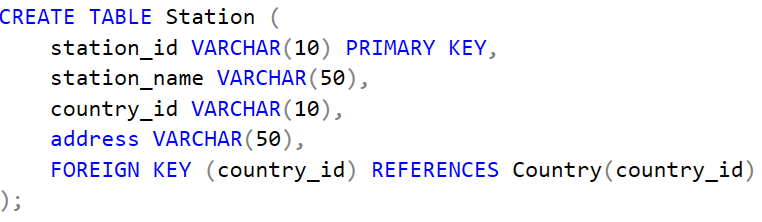 CREATE TABLE Station (
    station_id VARCHAR(10) PRIMARY KEY,
    station_name VARCHAR(50),
    country_id VARCHAR(10),
    address VARCHAR(50),
    FOREIGN KEY (country_id) REFERENCES Country(country_id)
);